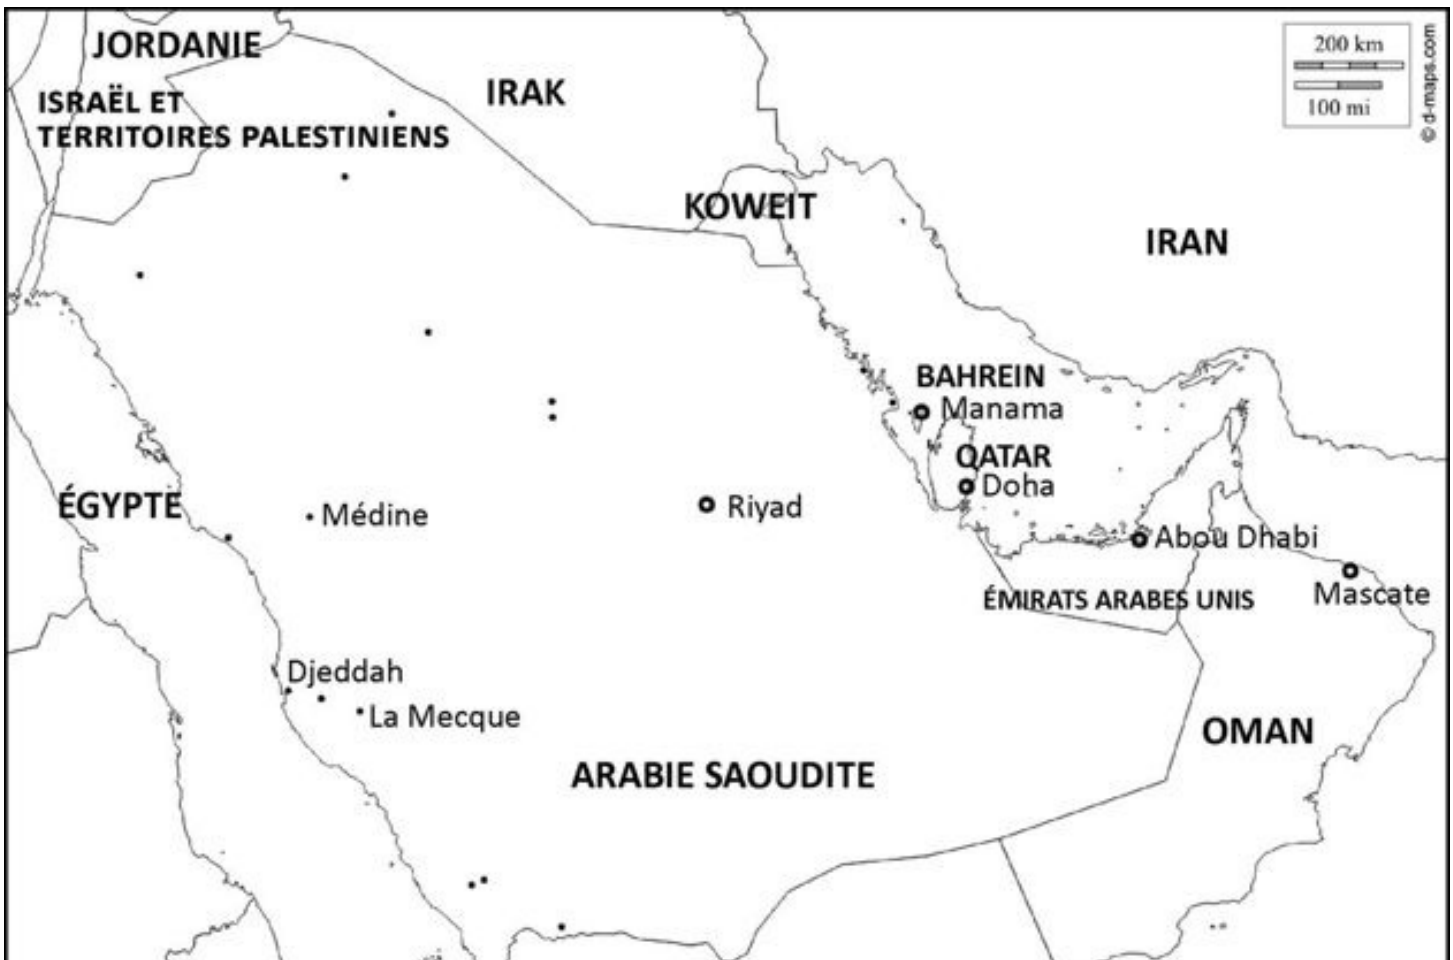 JORDANIE
ISRAËL ET
TERRITOIRES PALESTINIENS
IRAK
200 km
100 mi
© d-maps.com
KOWEIT
IRAN
BAHREIN
Manama
QATAR
Doha
ÉGYPTE
Médine
Riyad
Abou Dhabi
ÉMIRATS ARABES UNIS
Mascate
Djeddah
La Mecque
OMAN
ARABIE SAOUDITE